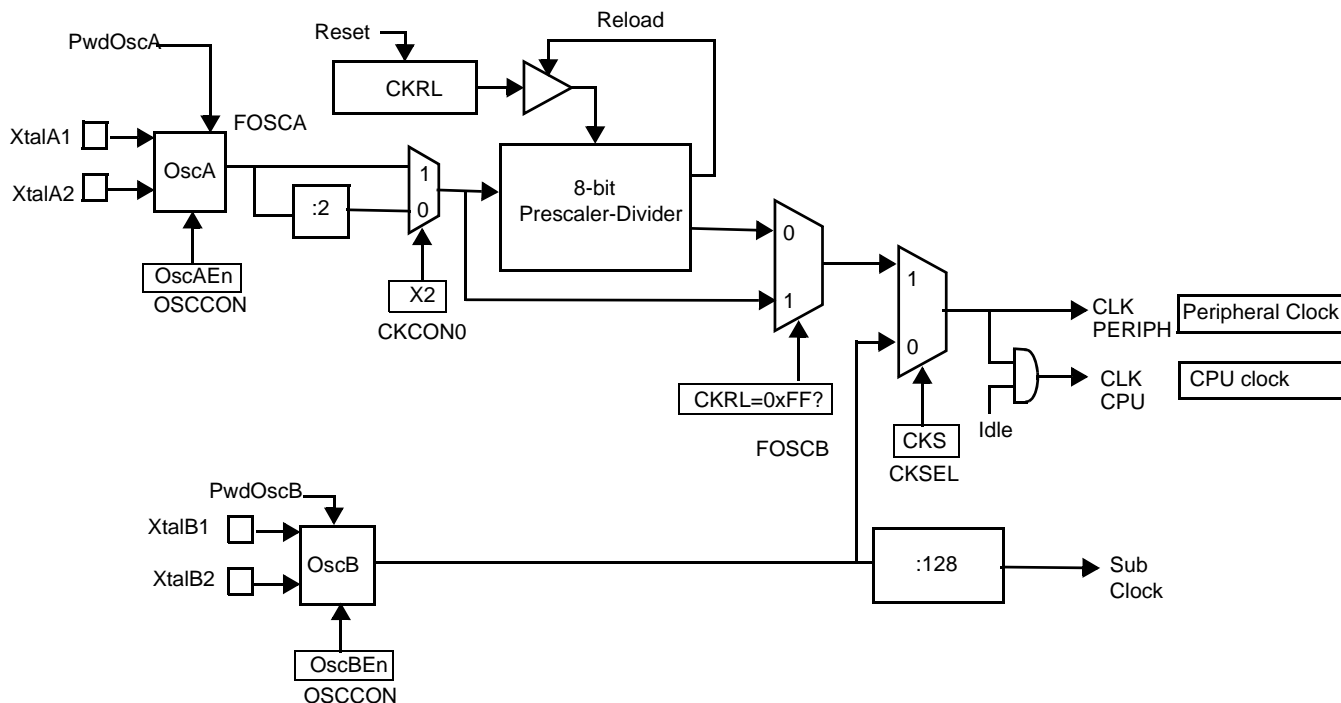 Reload
Reset
PwdOscA
CKRL
FOSCA
XtalA1
OscA
XtalA2
:2
1
0
8-bit
Prescaler-Divider
0
1
OscAEn
OSCCON
X2
CKCON0
1
0
CLK
PERIPH
Peripheral Clock
CLK
CPU
CPU clock
CKRL=0xFF?
Idle
FOSCB
CKS
CKSEL
PwdOscB
XtalB1
OscB
XtalB2
:128
Sub
Clock
OscBEn
OSCCON